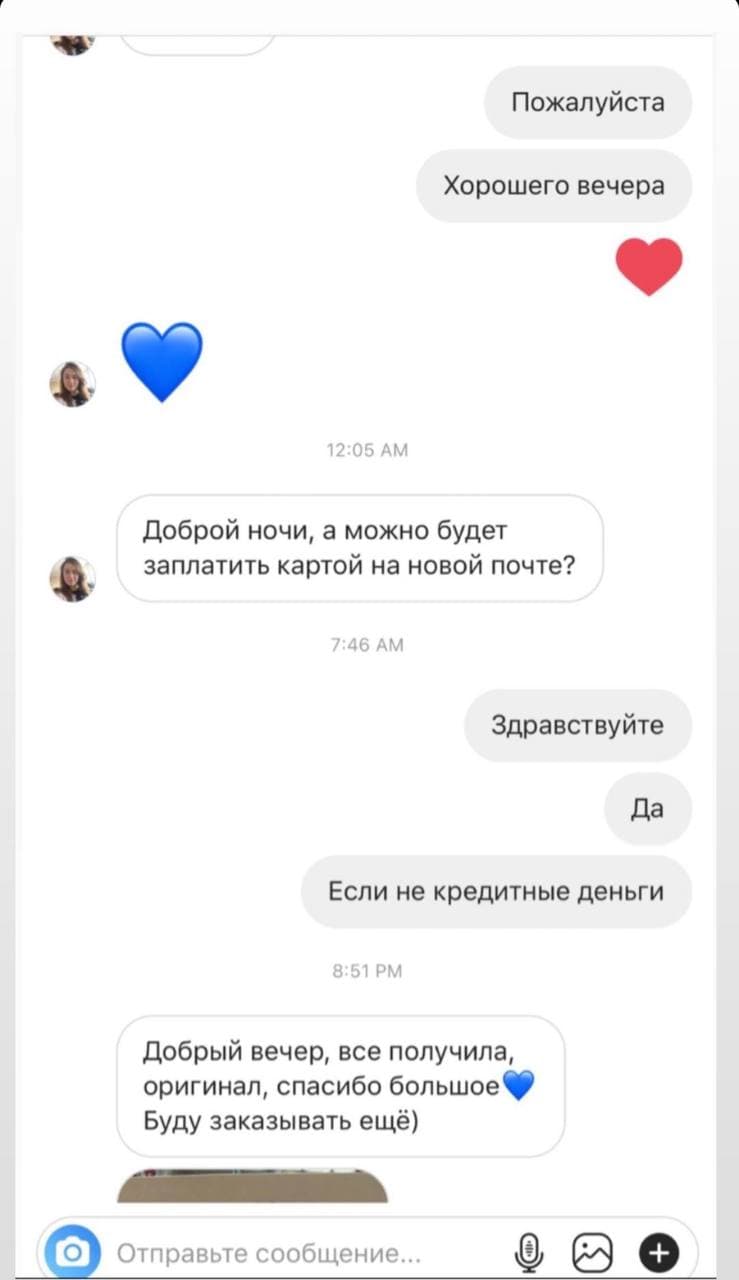 Пожалуйста
Хорошего вечера
12:05 AM
Доброй ночи, а можно будет
заплатить картой на новой почте?
7:46 AM
Здравствуйте
Да
Если не кредитные деньги
8:51 PM
Добрый вечер, все получила,
оригинал, спасибо большое💙
Буду заказывать ещё)
Отправьте сообщение...